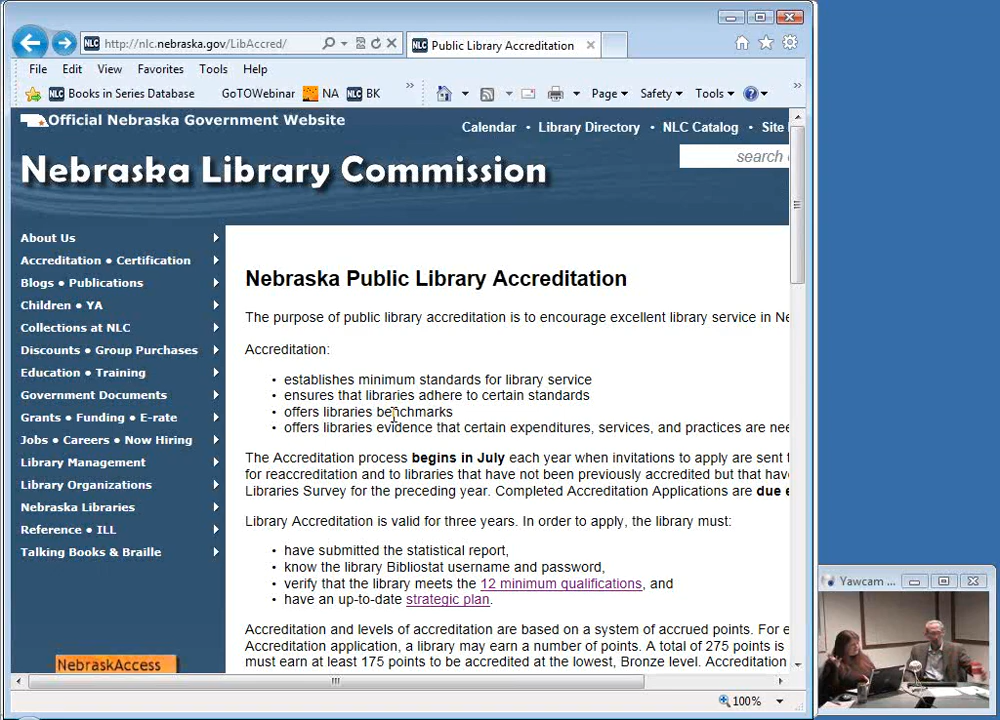 NLC http://nlc.nebraska.gov/LibAccred/
NLC Public Library Accreditation
File Edit View Favorites Tools Help
NLC Books in Series Database GoTOWebinar NA NLC BK » Page Safety Tools »
Official Nebraska Government Website
Calendar • Library Directory • NLC Catalog • Site
Nebraska Library Commission
search
About Us
Accreditation • Certification
Blogs • Publications
Children • YA
Collections at NLC
Discounts • Group Purchases
Education • Training
Government Documents
Grants • Funding • E-rate
Jobs • Careers • Now Hiring
Library Management
Library Organizations
Nebraska Libraries
Reference • ILL
Talking Books & Braille
NebraskAccess
Nebraska Public Library Accreditation
The purpose of public library accreditation is to encourage excellent library service in Ne
Accreditation:
• establishes minimum standards for library service
• ensures that libraries adhere to certain standards
• offers libraries benchmarks
• offers libraries evidence that certain expenditures, services, and practices are nee
The Accreditation process begins in July each year when invitations to apply are sent
for reaccreditation and to libraries that have not been previously accredited but that hav
Libraries Survey for the preceding year. Completed Accreditation Applications are due
Library Accreditation is valid for three years. In order to apply, the library must:
• have submitted the statistical report,
• know the library Bibliostat username and password,
• verify that the library meets the 12 minimum qualifications, and
• have an up-to-date strategic plan.
Accreditation and levels of accreditation are based on a system of accrued points. For e
Accreditation application, a library may earn a number of points. A total of 275 points is
must earn at least 175 points to be accredited at the lowest, Bronze level. Accreditation
100%
Yawcam ...